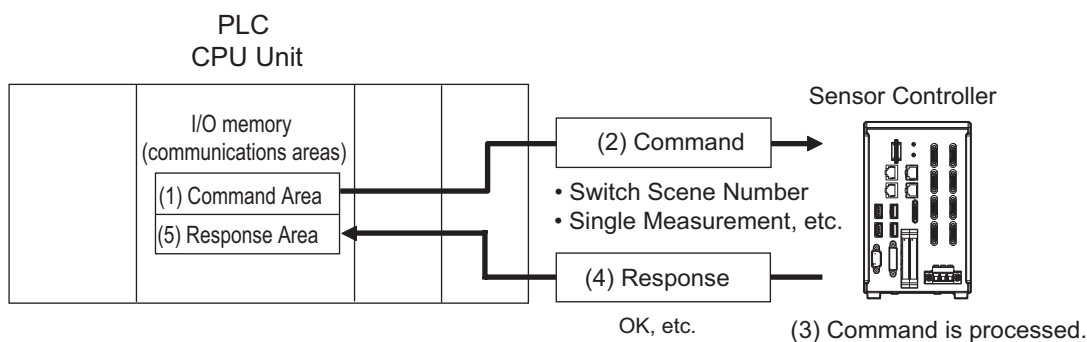 PLC
CPU Unit
Sensor Controller
I/O memory
(communications areas)
(1) Command Area
(5) Response Area
(2) Command
• Switch Scene Number
• Single Measurement, etc.
(4) Response
OK, etc.
(3) Command is processed.